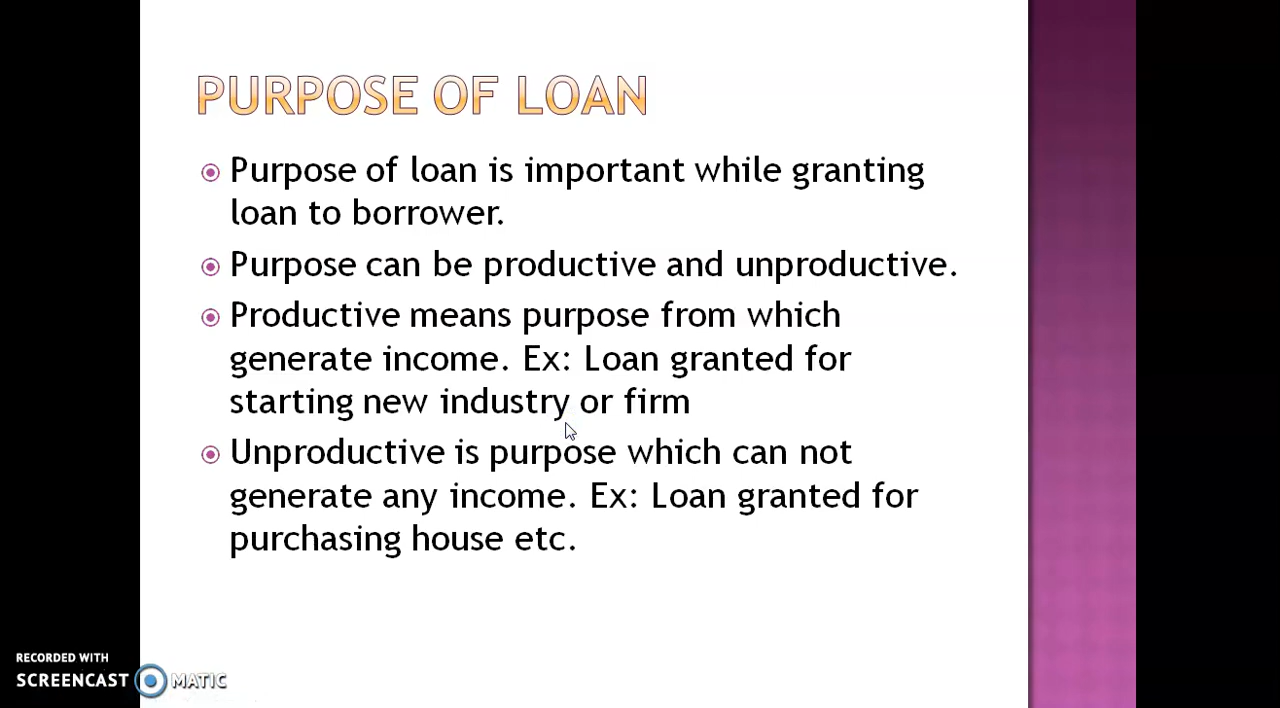 PURPOSE OF LOAN
Purpose of loan is important while granting
loan to borrower.
Purpose can be productive and unproductive.
Productive means purpose from which
generate income. Ex: Loan granted for
starting new industry or firm
Unproductive is purpose which can not
generate any income. Ex: Loan granted for
purchasing house etc.
RECORDED WITH
SCREENCAST MATIC